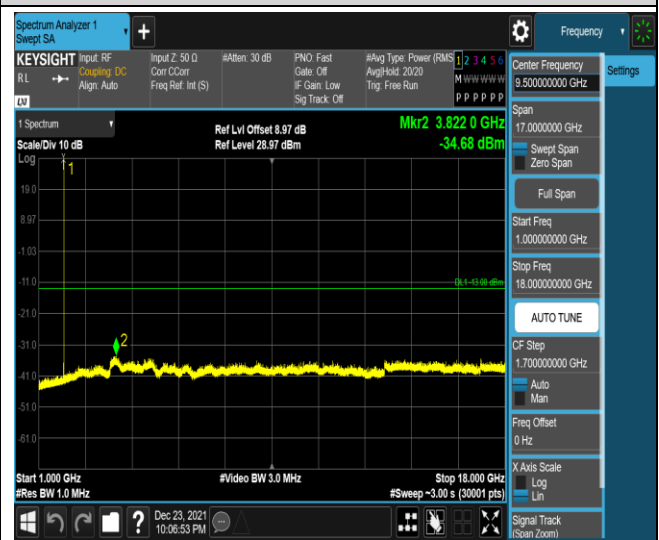 Spectrum Analyzer 1
Swept SA
Frequency
KEYSIGHT
Input: RF
Input Z: 50 Ω
#Atten: 30 dB
PNO: Fast
#Avg Type: Power (RMS
1 2 3 4 5 6
RL
Coupling: DC
Corr CCorr
Gate: Off
Avg|Hold: 20/20
M W W W W W
Align: Auto
Freq Ref: Int (S)
IF Gain: Low
Trig: Free Run
Sig Track: Off
P P P P P P
LXI
1 Spectrum
Ref Lvl Offset 8.97 dB
Mkr2 3.822 0 GHz
Scale/Div 10 dB
Ref Level 28.97 dBm
-34.68 dBm
Log
1
19.0
8.97
-1.03
-11.0
DL1 -13.00 dBm
-21.0
-31.0
2
-41.0
-51.0
-61.0
Start 1.000 GHz
#Video BW 3.0 MHz
Stop 18.000 GHz
#Res BW 1.0 MHz
#Sweep ~3.00 s (30001 pts)
Dec 23, 2021
10:06:53 PM
Center Frequency
9.500000000 GHz
Settings
Span
17.0000000 GHz
Swept Span
Zero Span
Full Span
Start Freq
1.000000000 GHz
Stop Freq
18.000000000 GHz
AUTO TUNE
CF Step
1.700000000 GHz
Auto
Man
Freq Offset
0 Hz
X Axis Scale
Log
Lin
Signal Track
(Span Zoom)